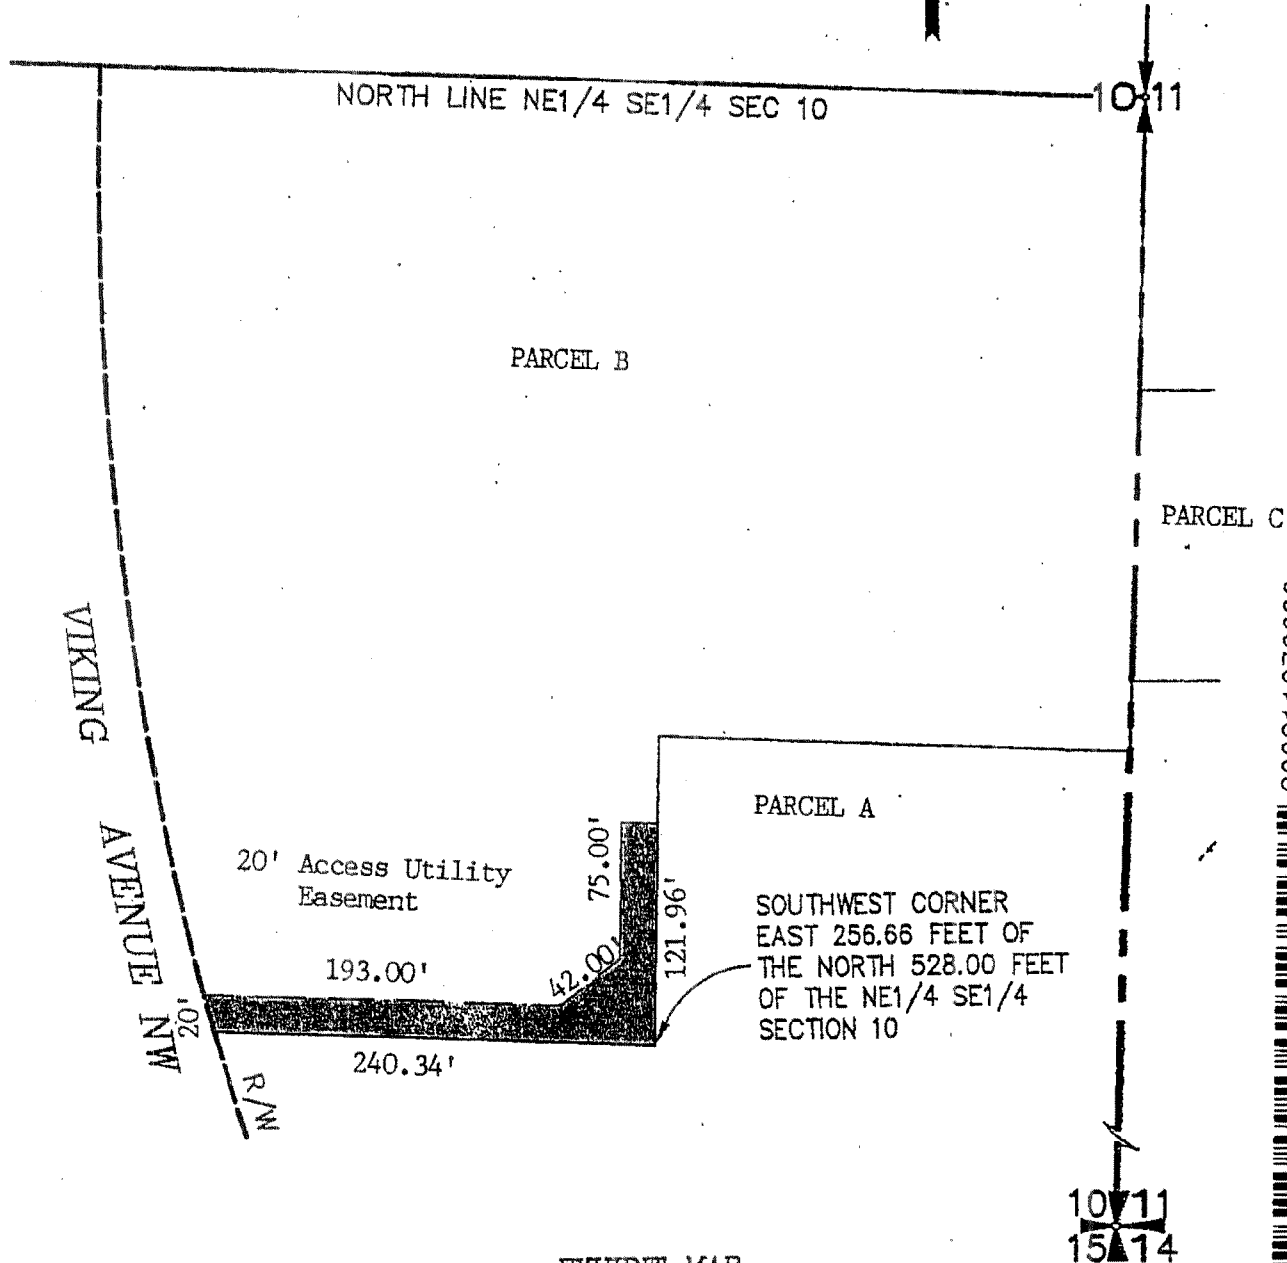 NORTH LINE NE1/4 SE1/4 SEC 10
10 11
PARCEL B
PARCEL C
VIKING AVENUE NW
PARCEL A
20' Access Utility
Easement
75.00'
121.96'
SOUTHWEST CORNER
EAST 256.66 FEET OF
THE NORTH 528.00 FEET
OF THE NE1/4 SE1/4
SECTION 10
193.00'
42.00'
20'
240.34'
R/W
10 11
15 14